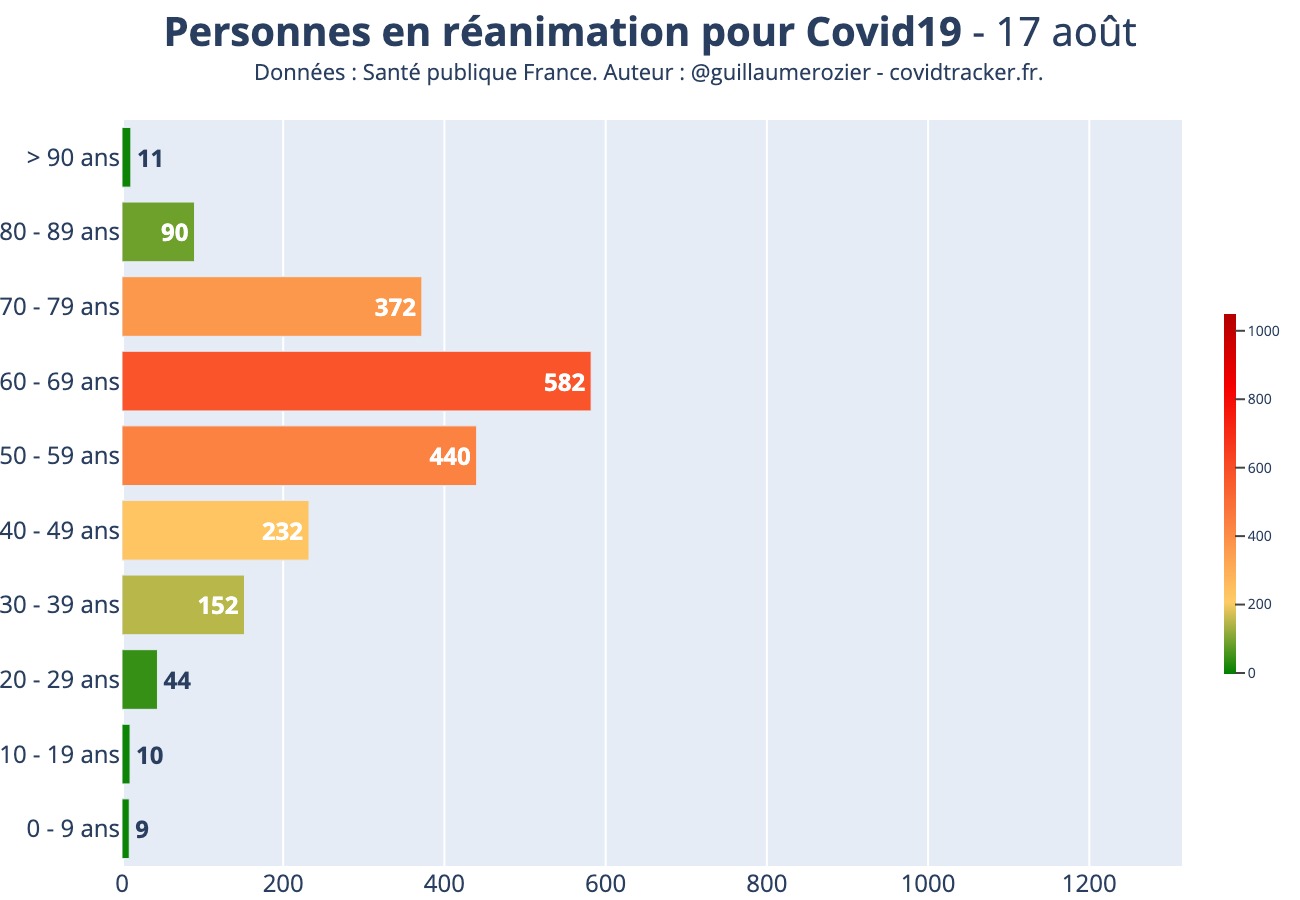 Personnes en réanimation pour Covid19 - 17 août
Données : Santé publique France. Auteur : @guillaumerozier - covidtracker.fr.
> 90 ans 11
80 - 89 ans 90
70 - 79 ans 372
60 - 69 ans 582
50 - 59 ans 440
40 - 49 ans 232
30 - 39 ans 152
20 - 29 ans 44
10 - 19 ans 10
0 - 9 ans 9
0 200 400 600 800 1000 1200
1000
800
600
400
200
0